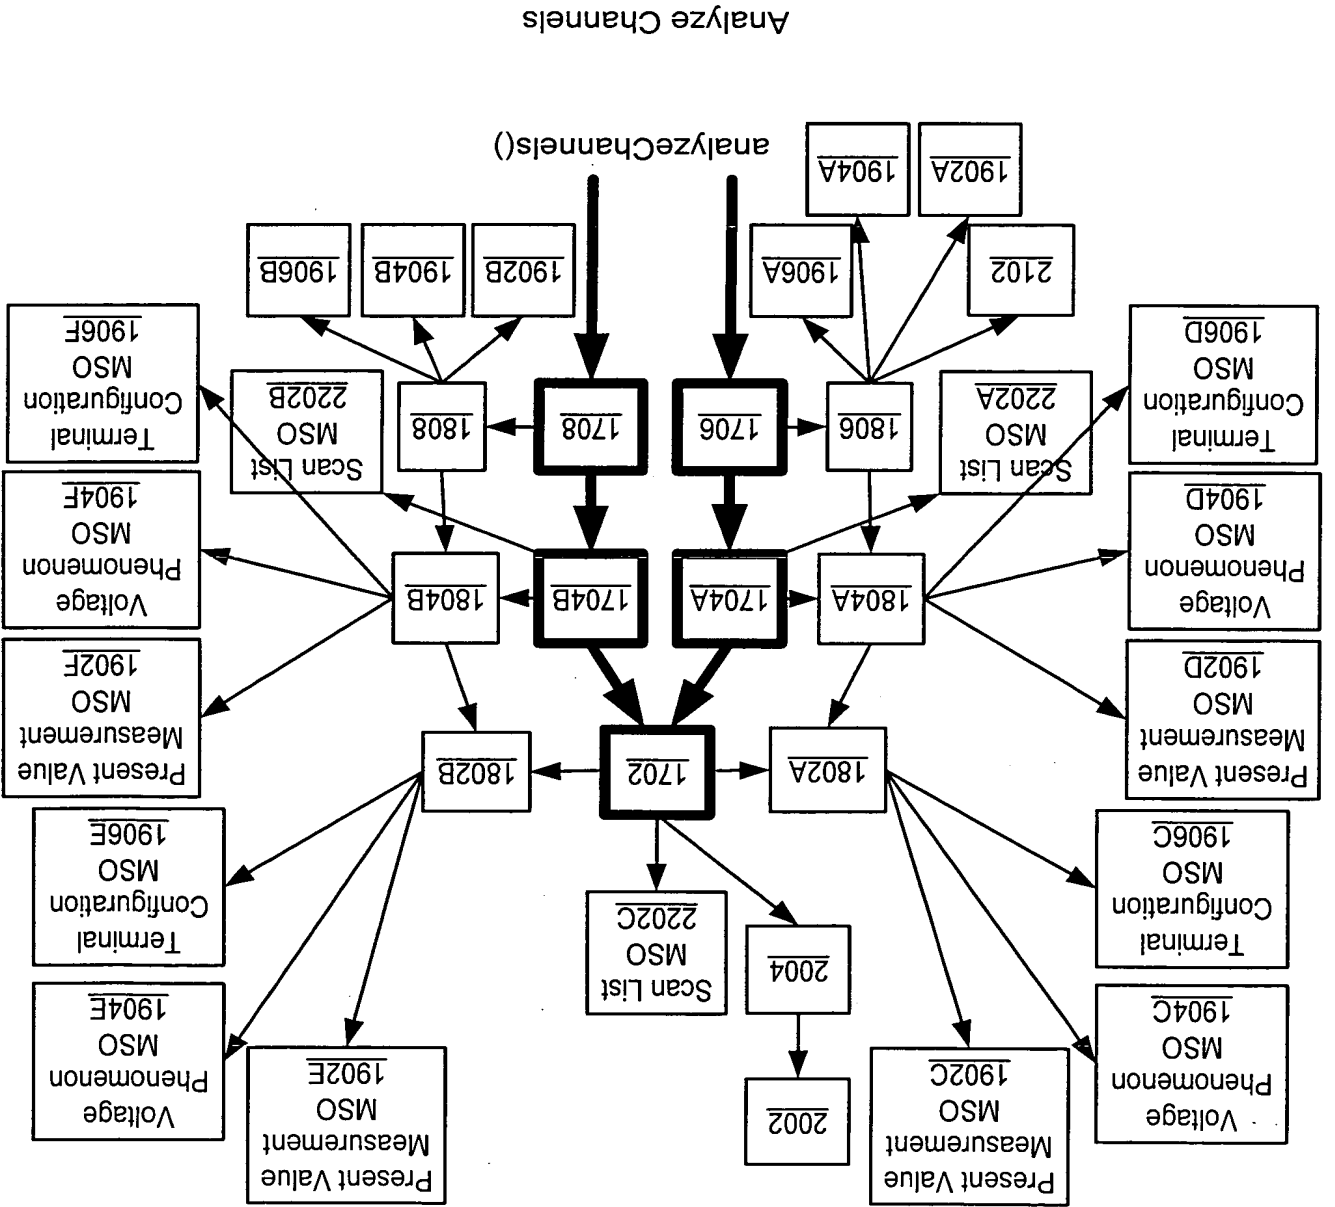 Present Value
Measurement
MSO
1902C
Present Value
Measurement
MSO
1902E
Voltage
Phenomenon
MSO
1904C
2002
Voltage
Phenomenon
MSO
1904E
Terminal
Configuration
MSO
1906C
2004
Scan List
MSO
2202C
Terminal
Configuration
MSO
1906E
Present Value
Measurement
MSO
1902D
1802A
1702
1802B
Present Value
Measurement
MSO
1902F
Voltage
Phenomenon
MSO
1904D
1804A
1704A
1704B
1804B
Voltage
Phenomenon
MSO
1904F
Terminal
Configuration
MSO
1906D
Scan List
MSO
2202A
1806
1706
1708
1808
Scan List
MSO
2202B
Terminal
Configuration
MSO
1906F
2102
1906A
1902B
1904B
1906B
1902A
1904A
analyzeChannels()
Analyze Channels